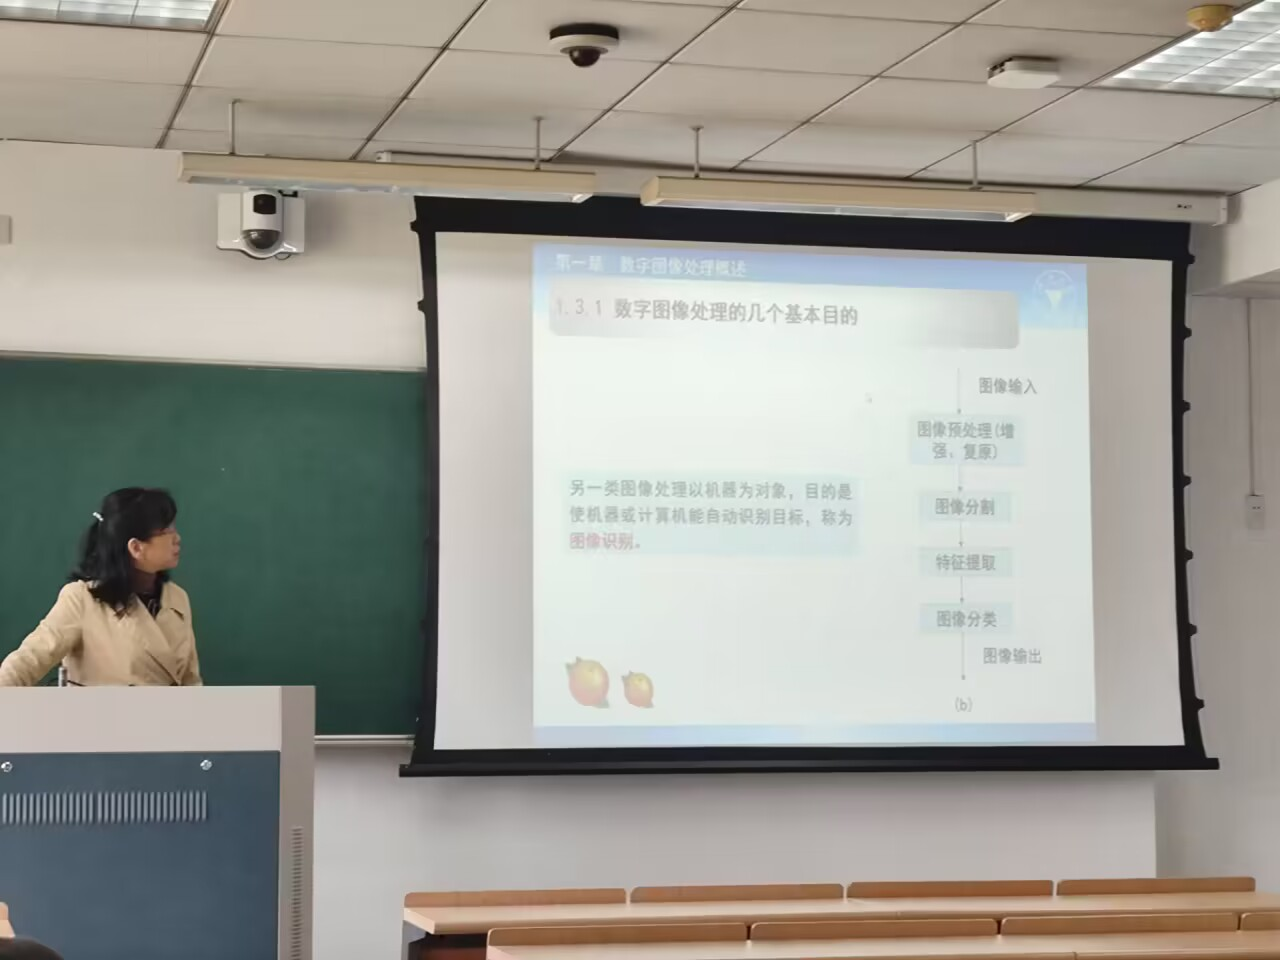 第一章 数字图像处理概述
1.3.1 数字图像处理的几个基本目的
另一类图像处理以机器为对象，目的是
使机器或计算机能自动识别目标，称为
图像识别。
图像输入
图像预处理(增
强、复原)
图像分割
特征提取
图像分类
图像输出
(b)